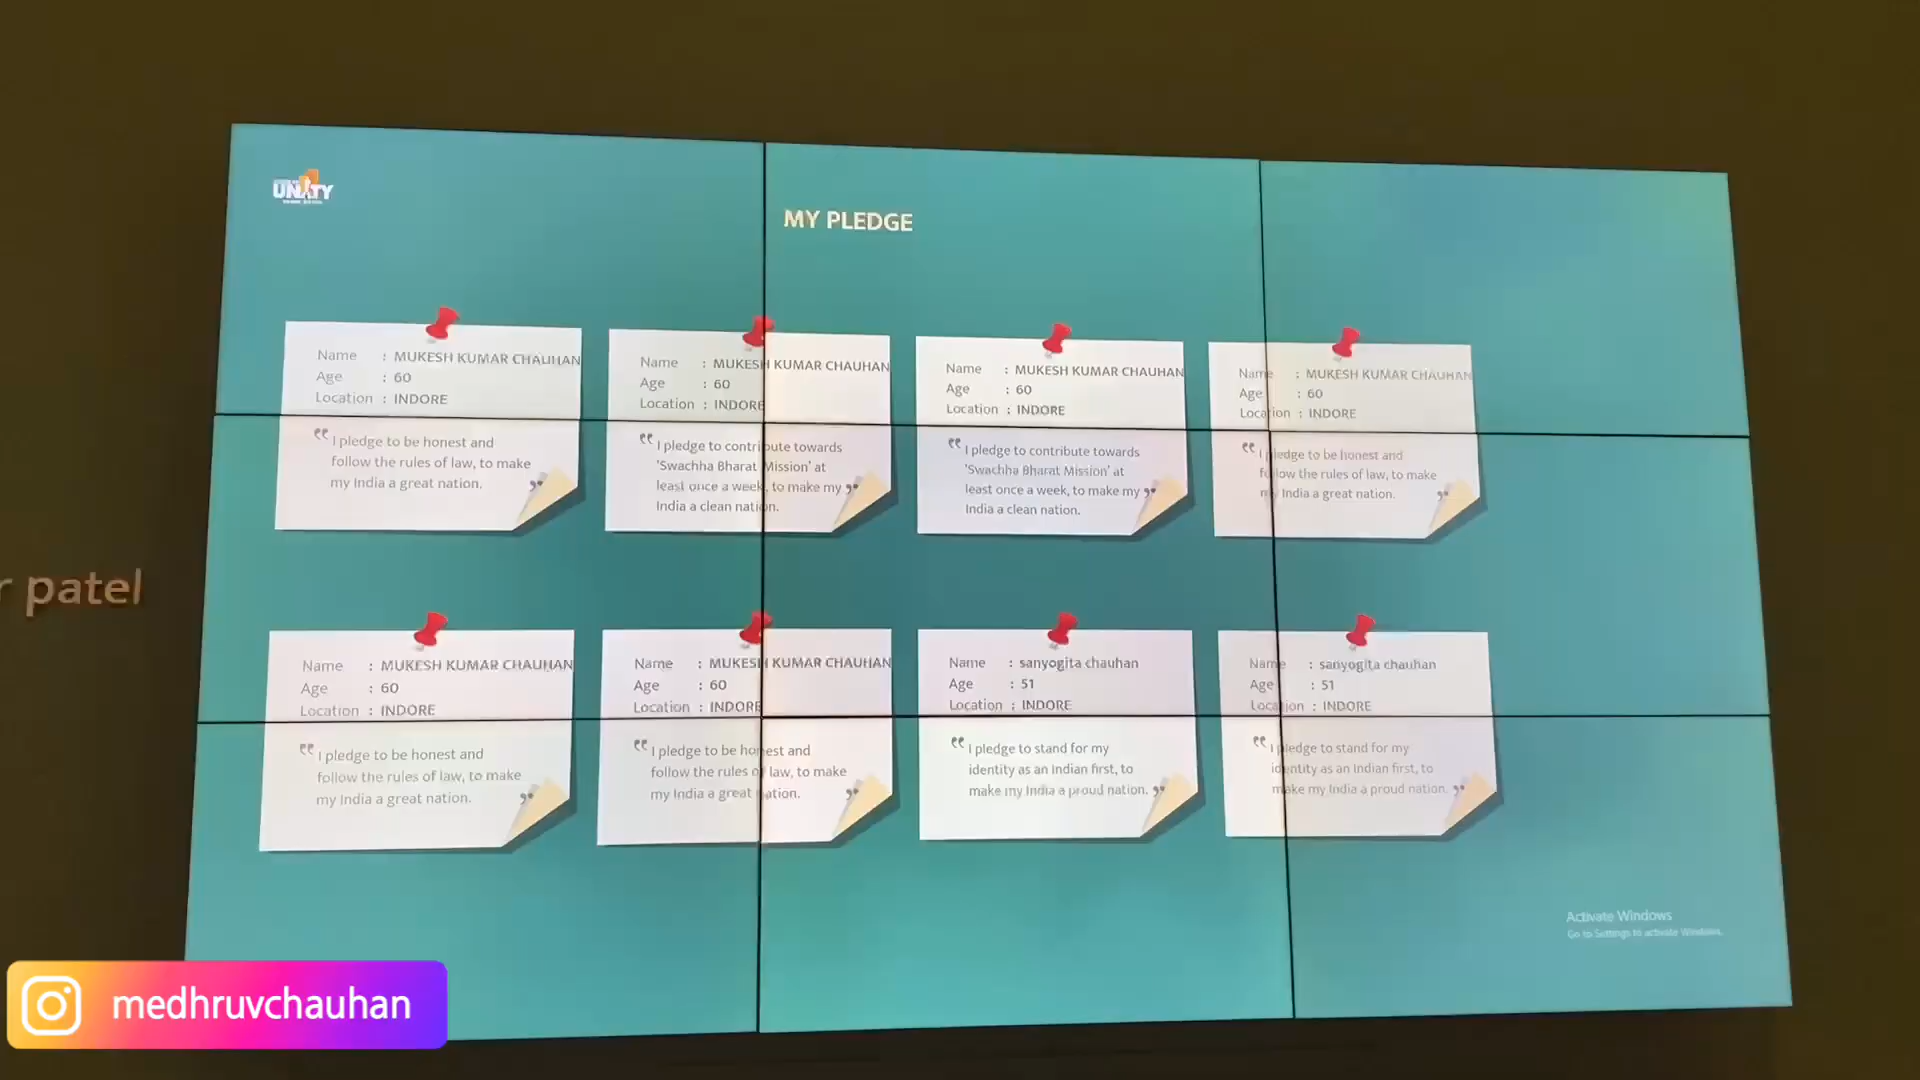 UNITY
MY PLEDGE
Name : MUKESH KUMAR CHAUHAN
Age : 60
Location : INDORE
“ I pledge to be honest and
follow the rules of law, to make
my India a great nation. ”
Name : MUKESH KUMAR CHAUHAN
Age : 60
Location : INDORE
“ I pledge to contribute towards
'Swachha Bharat Mission' at
least once a week, to make my ”
India a clean nation.
Name : MUKESH KUMAR CHAUHAN
Age : 60
Location : INDORE
“ I pledge to contribute towards
'Swachha Bharat Mission' at
least once a week, to make my ”
India a clean nation.
Name : MUKESH KUMAR CHAUHAN
Age : 60
Location : INDORE
“ I pledge to be honest and
follow the rules of law, to make
my India a great nation. ”
r patel
Name : MUKESH KUMAR CHAUHAN
Age : 60
Location : INDORE
“ I pledge to be honest and
follow the rules of law, to make
my India a great nation. ”
Name : MUKESH KUMAR CHAUHAN
Age : 60
Location : INDORE
“ I pledge to be honest and
follow the rules of law, to make
my India a great nation. ”
Name : sanyogita chauhan
Age : 51
Location : INDORE
“ I pledge to stand for my
identity as an Indian first, to
make my India a proud nation. ”
Name : sanyogita chauhan
Age : 51
Location : INDORE
“ I pledge to stand for my
identity as an Indian first, to
make my India a proud nation. ”
Activate Windows
Go to Settings to activate Windows.
medhruvchauhan